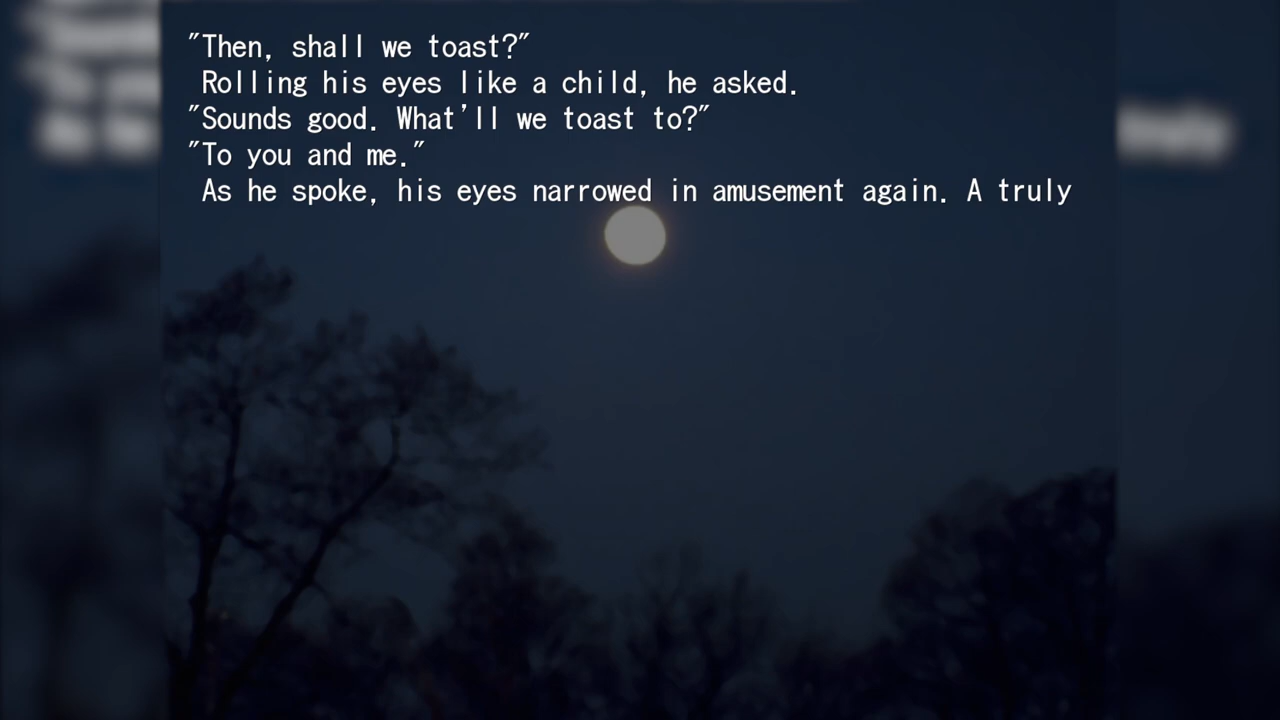 "Then, shall we toast?"
Rolling his eyes like a child, he asked.
"Sounds good. What'll we toast to?"
"To you and me."
As he spoke, his eyes narrowed in amusement again. A truly